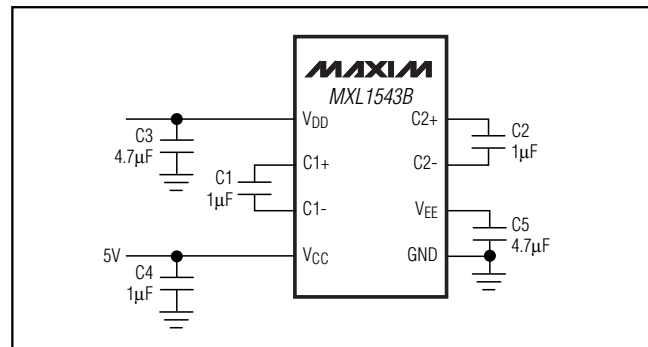 MAXIM
MXL1543B
VDD
C2+
C3
4.7μF
C2
1μF
C1+
C2-
C1
1μF
C1-
VEE
C5
4.7μF
5V
VCC
GND
C4
1μF